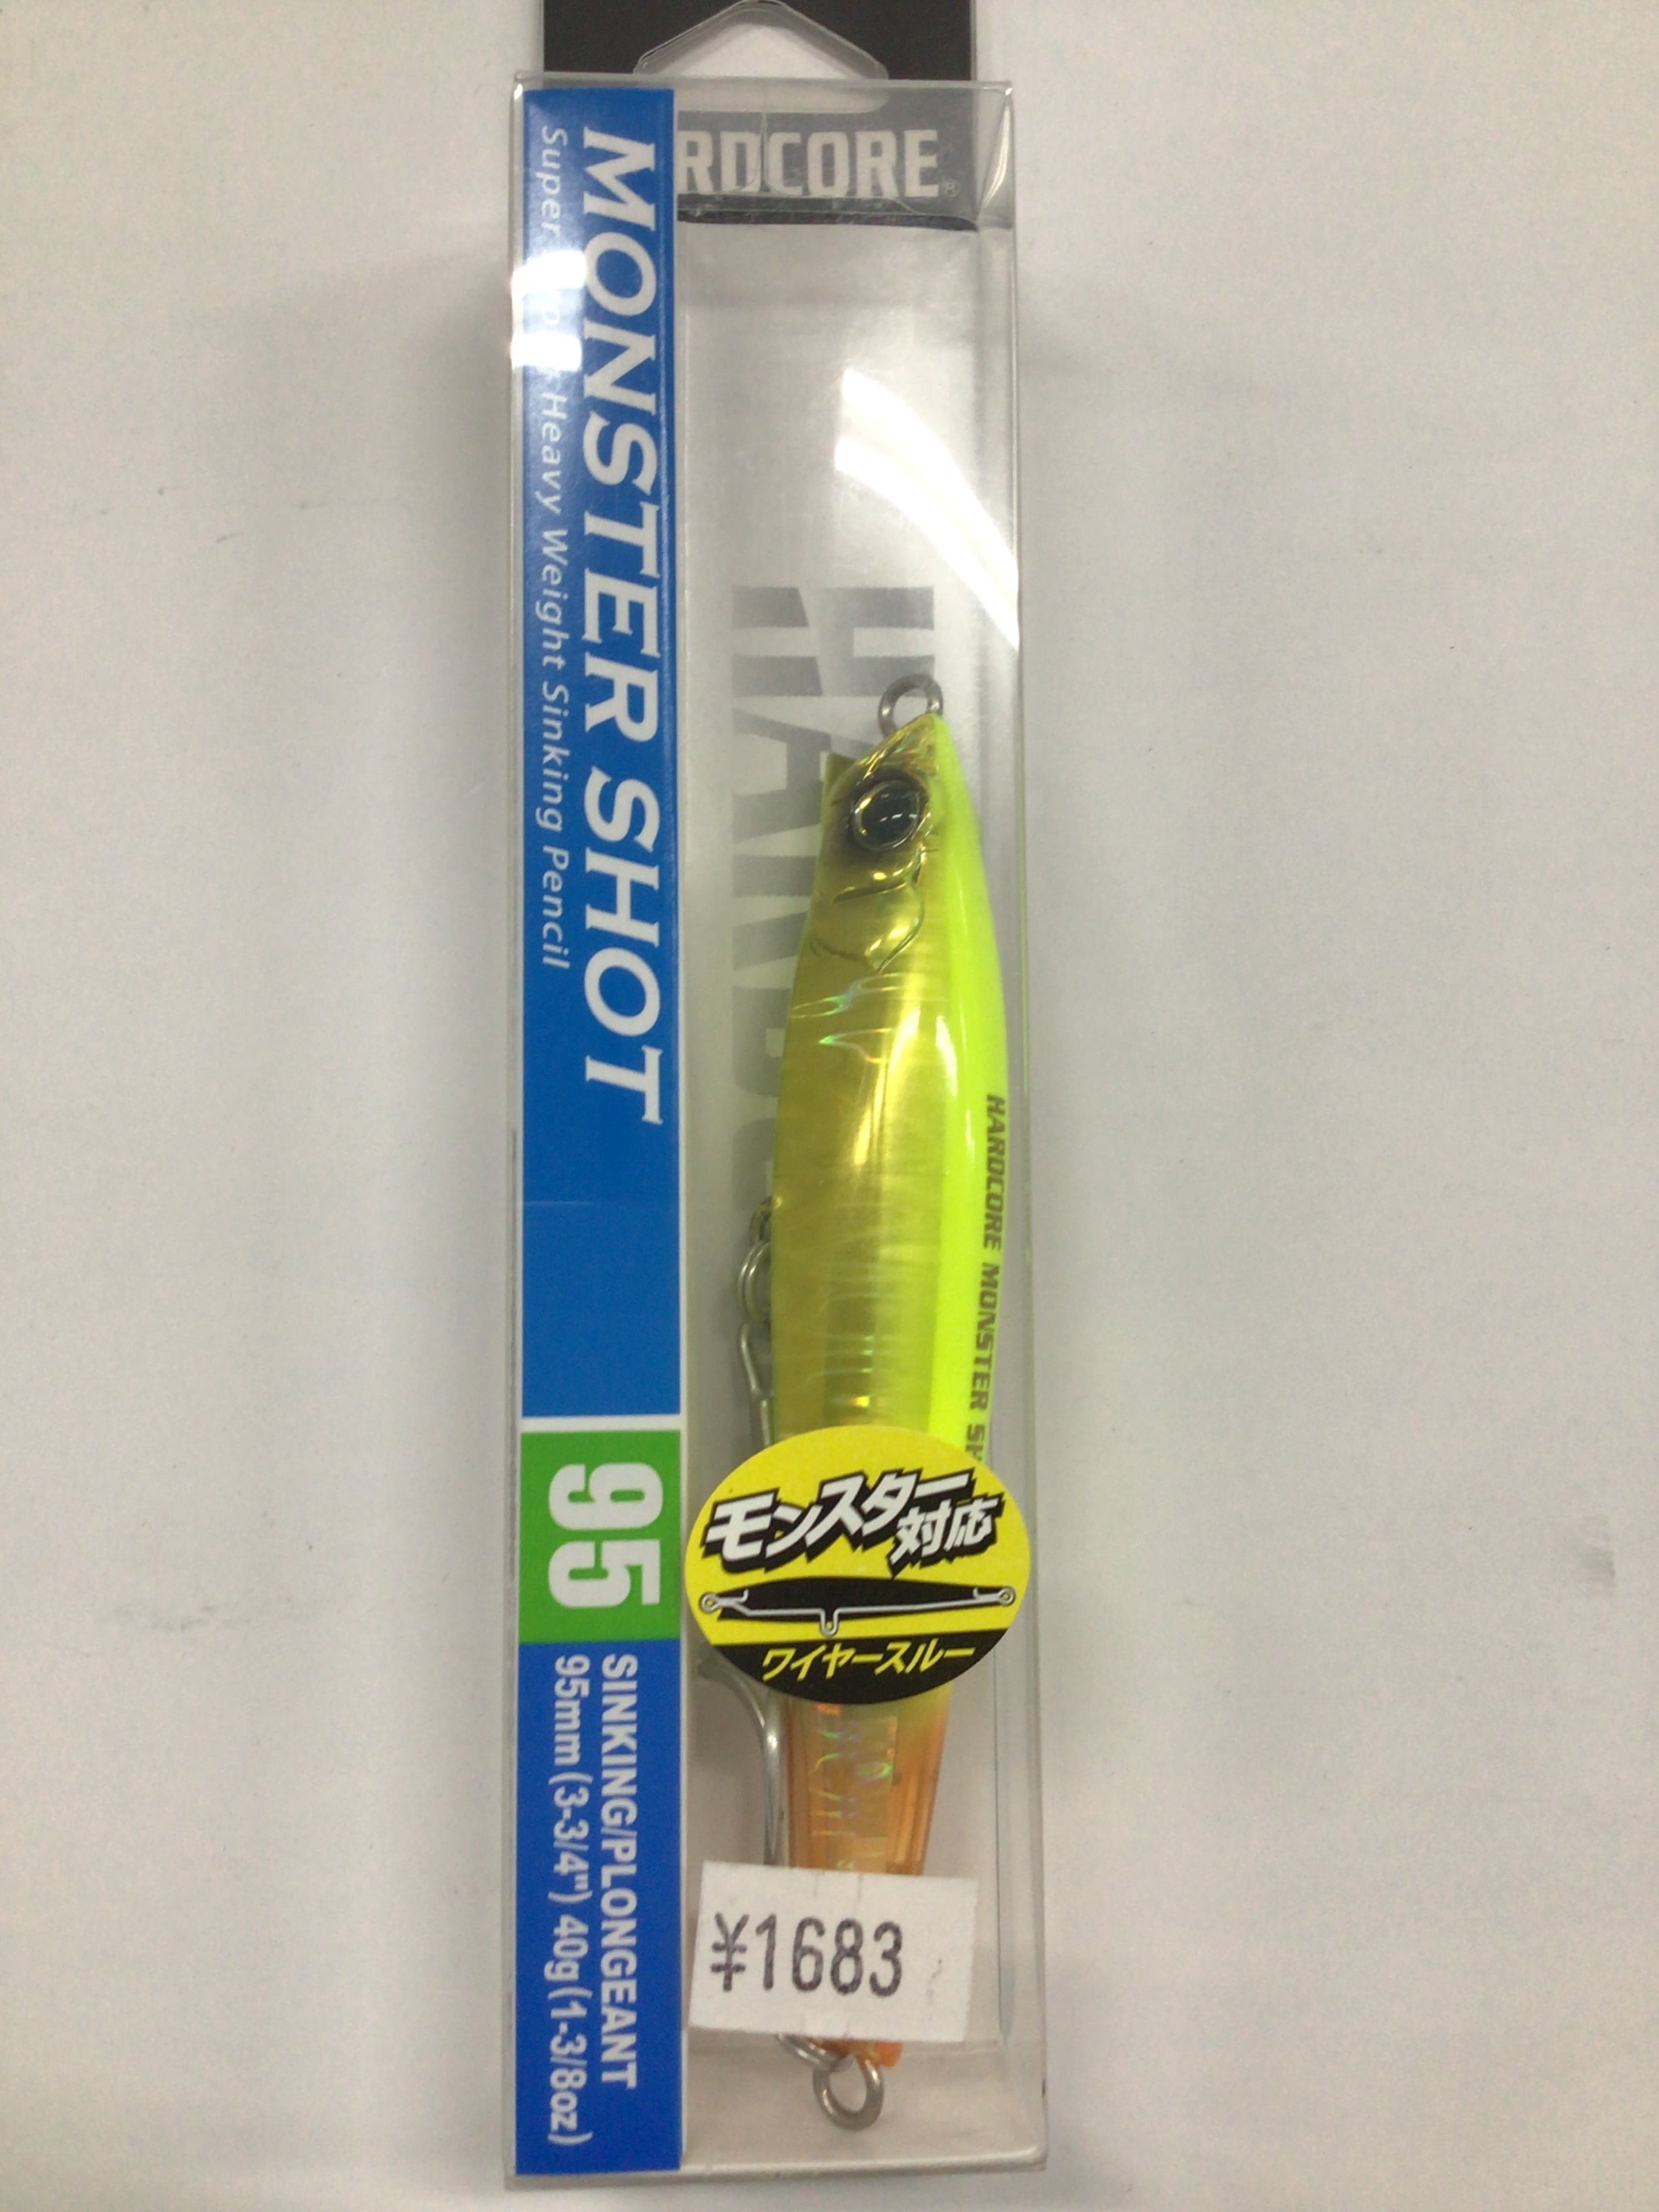 RDCORE®
MONSTER SHOT
Super Heavy Weight Sinking Pencil
HARDCORE MONSTER SH
95
モンスター
対応
ワイヤースルー
SINKING/PLONGEANT
95mm (3-3/4") 40g (1-3/8oz)
¥1683